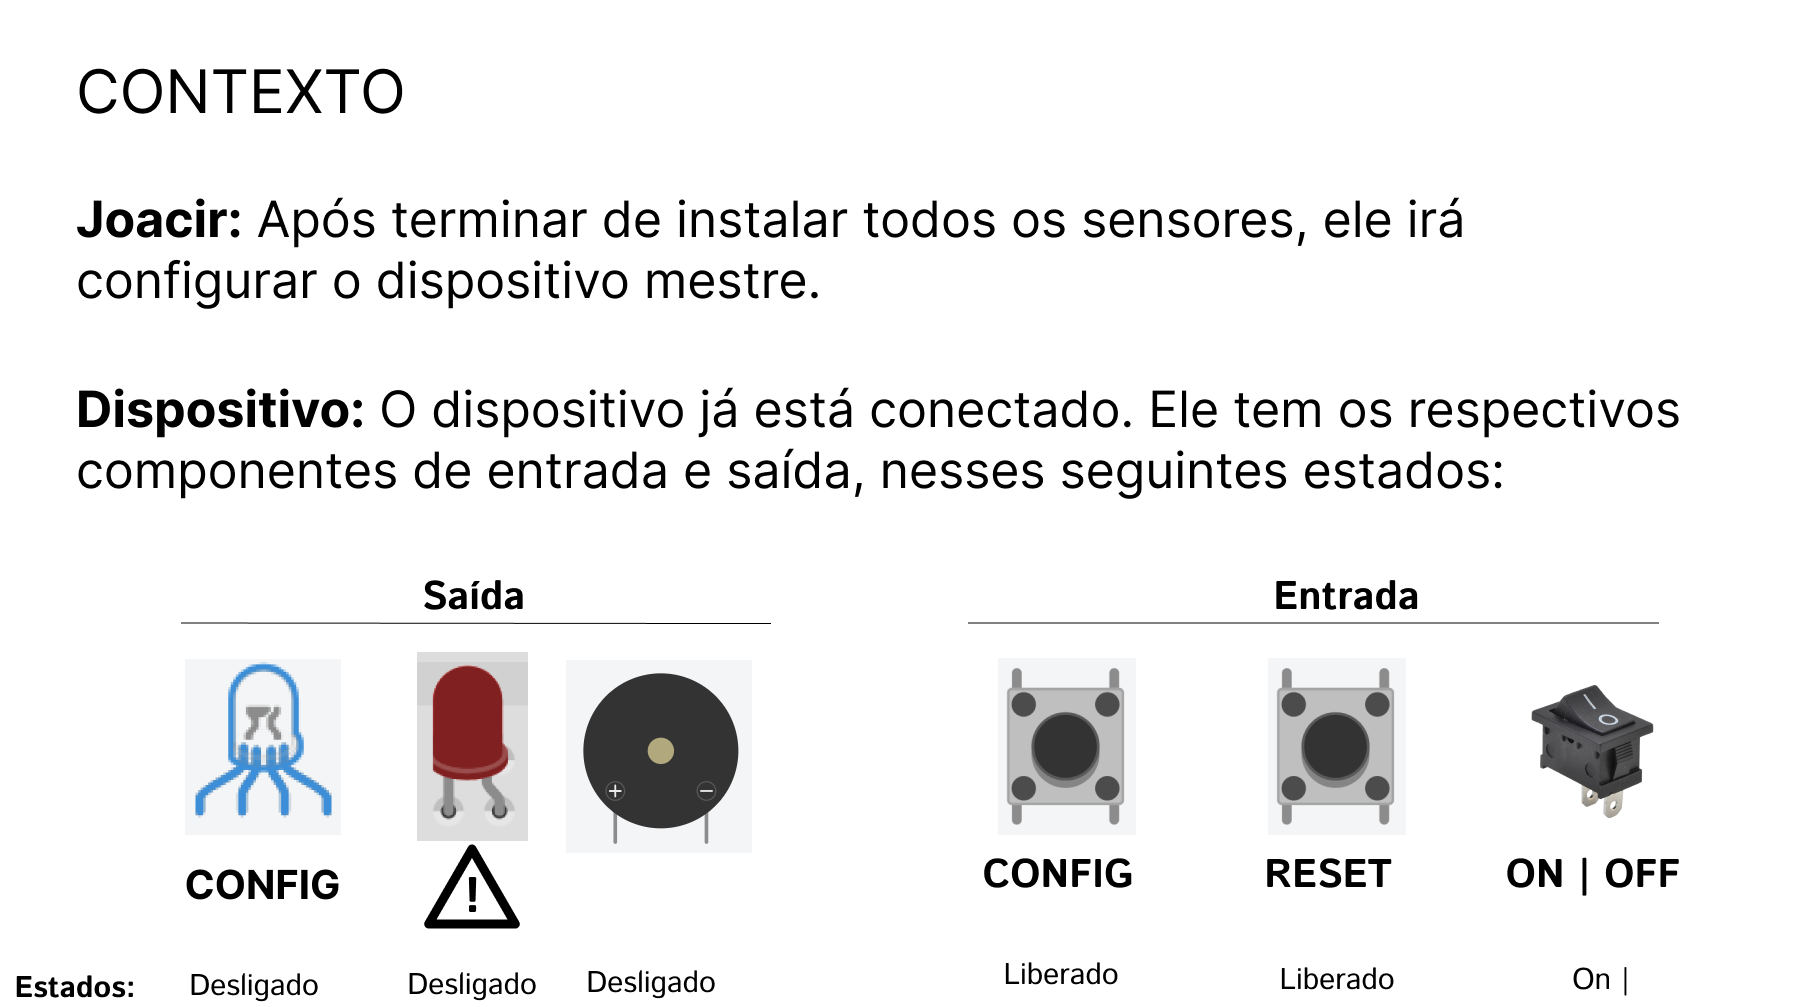 CONTEXTO
Joacir: Após terminar de instalar todos os sensores, ele irá
configurar o dispositivo mestre.
Dispositivo: O dispositivo já está conectado. Ele tem os respectivos
componentes de entrada e saída, nesses seguintes estados:
Saída
Entrada
+ −
CONFIG
!
CONFIG
RESET
ON | OFF
Estados:
Desligado
Desligado
Desligado
Liberado
Liberado
On |